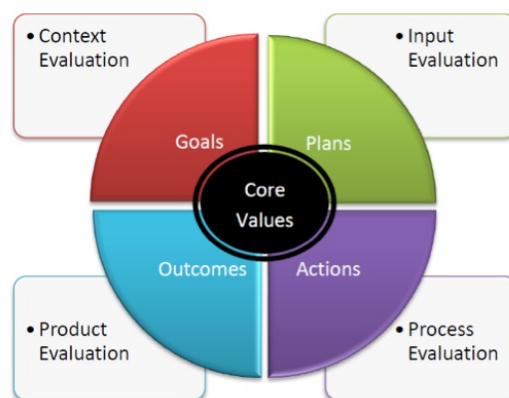 • Context
Evaluation
• Input
Evaluation
Goals
Plans
Core
Values
Outcomes
Actions
• Product
Evaluation
• Process
Evaluation